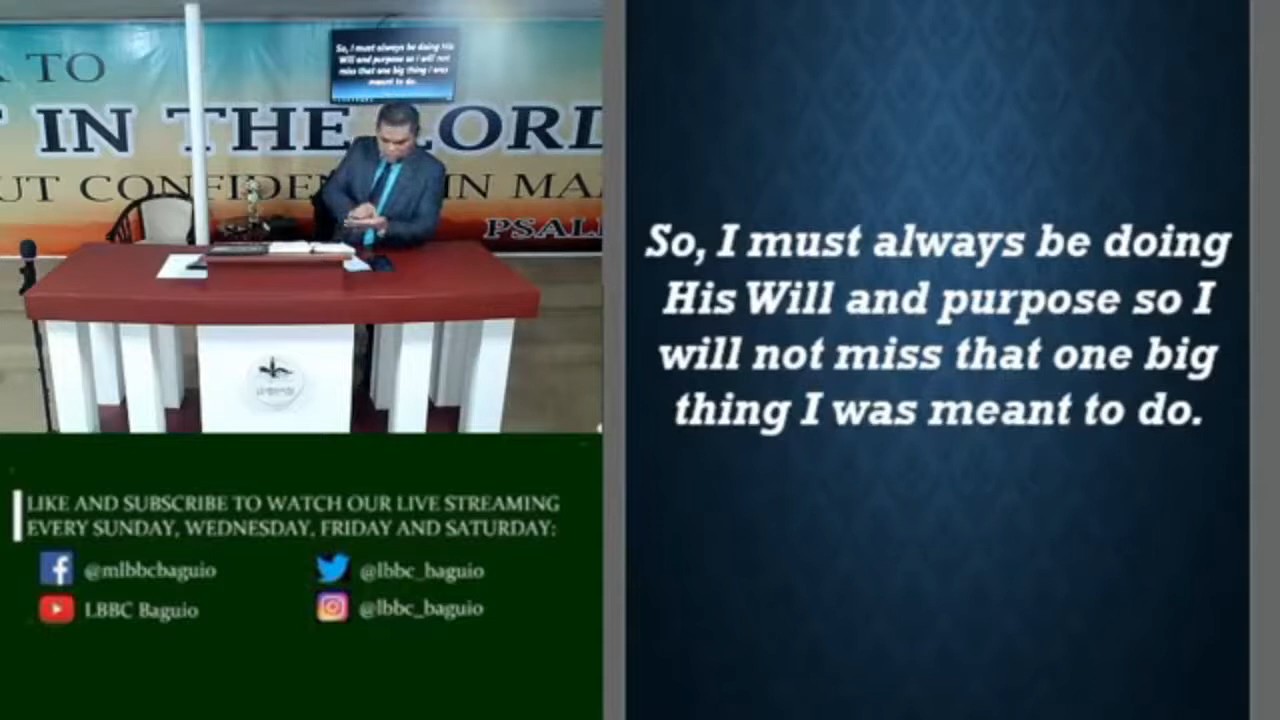 A TO
T IN THE LORD
UT CONFIDEN IN MA
PSAL
So, I must always be doing His
Will and purpose so I will not
miss that one big thing I was
meant to do.
LIKE AND SUBSCRIBE TO WATCH OUR LIVE STREAMING
EVERY SUNDAY, WEDNESDAY, FRIDAY AND SATURDAY:
@mlbbcbaguio
@lbbc_baguio
LBBC Baguio
@lbbc_baguio
So, I must always be doing
His Will and purpose so I
will not miss that one big
thing I was meant to do.